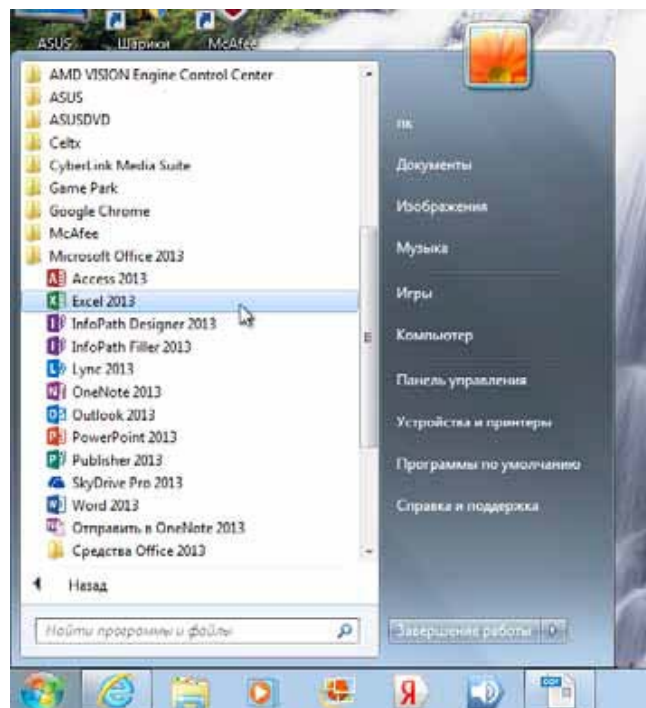 ASUS Шарики McAfee
AMD VISION Engine Control Center
ASUS
ASUSDVD
Celtx
CyberLink Media Suite
Game Park
Google Chrome
McAfee
Microsoft Office 2013
Access 2013
Excel 2013
InfoPath Designer 2013
InfoPath Filler 2013
Lync 2013
OneNote 2013
Outlook 2013
PowerPoint 2013
Publisher 2013
SkyDrive Pro 2013
Word 2013
Отправить в OneNote 2013
Средства Office 2013
Назад
Найти программы и файлы
пк
Документы
Изображения
Музыка
Игры
Компьютер
Панель управления
Устройства и принтеры
Программы по умолчанию
Справка и поддержка
Завершение работы
Я